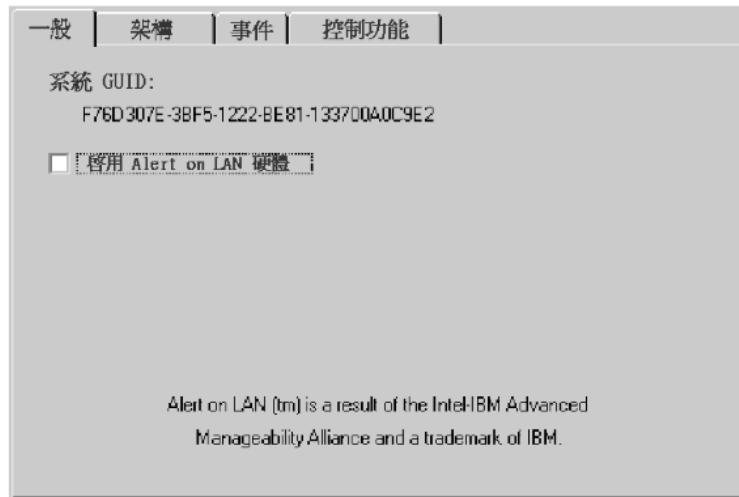 一般 架構 事件 控制功能
系統 GUID:
F76D307E-3BF5-1222-BE81-133700A0C9E2
啓用 Alert on LAN 硬體
Alert on LAN (tm) is a result of the Intel-IBM Advanced
Manageability Alliance and a trademark of IBM.